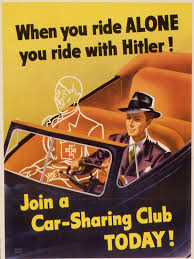 When you ride ALONE
you ride with Hitler !
Join a
Car-Sharing Club
TODAY !